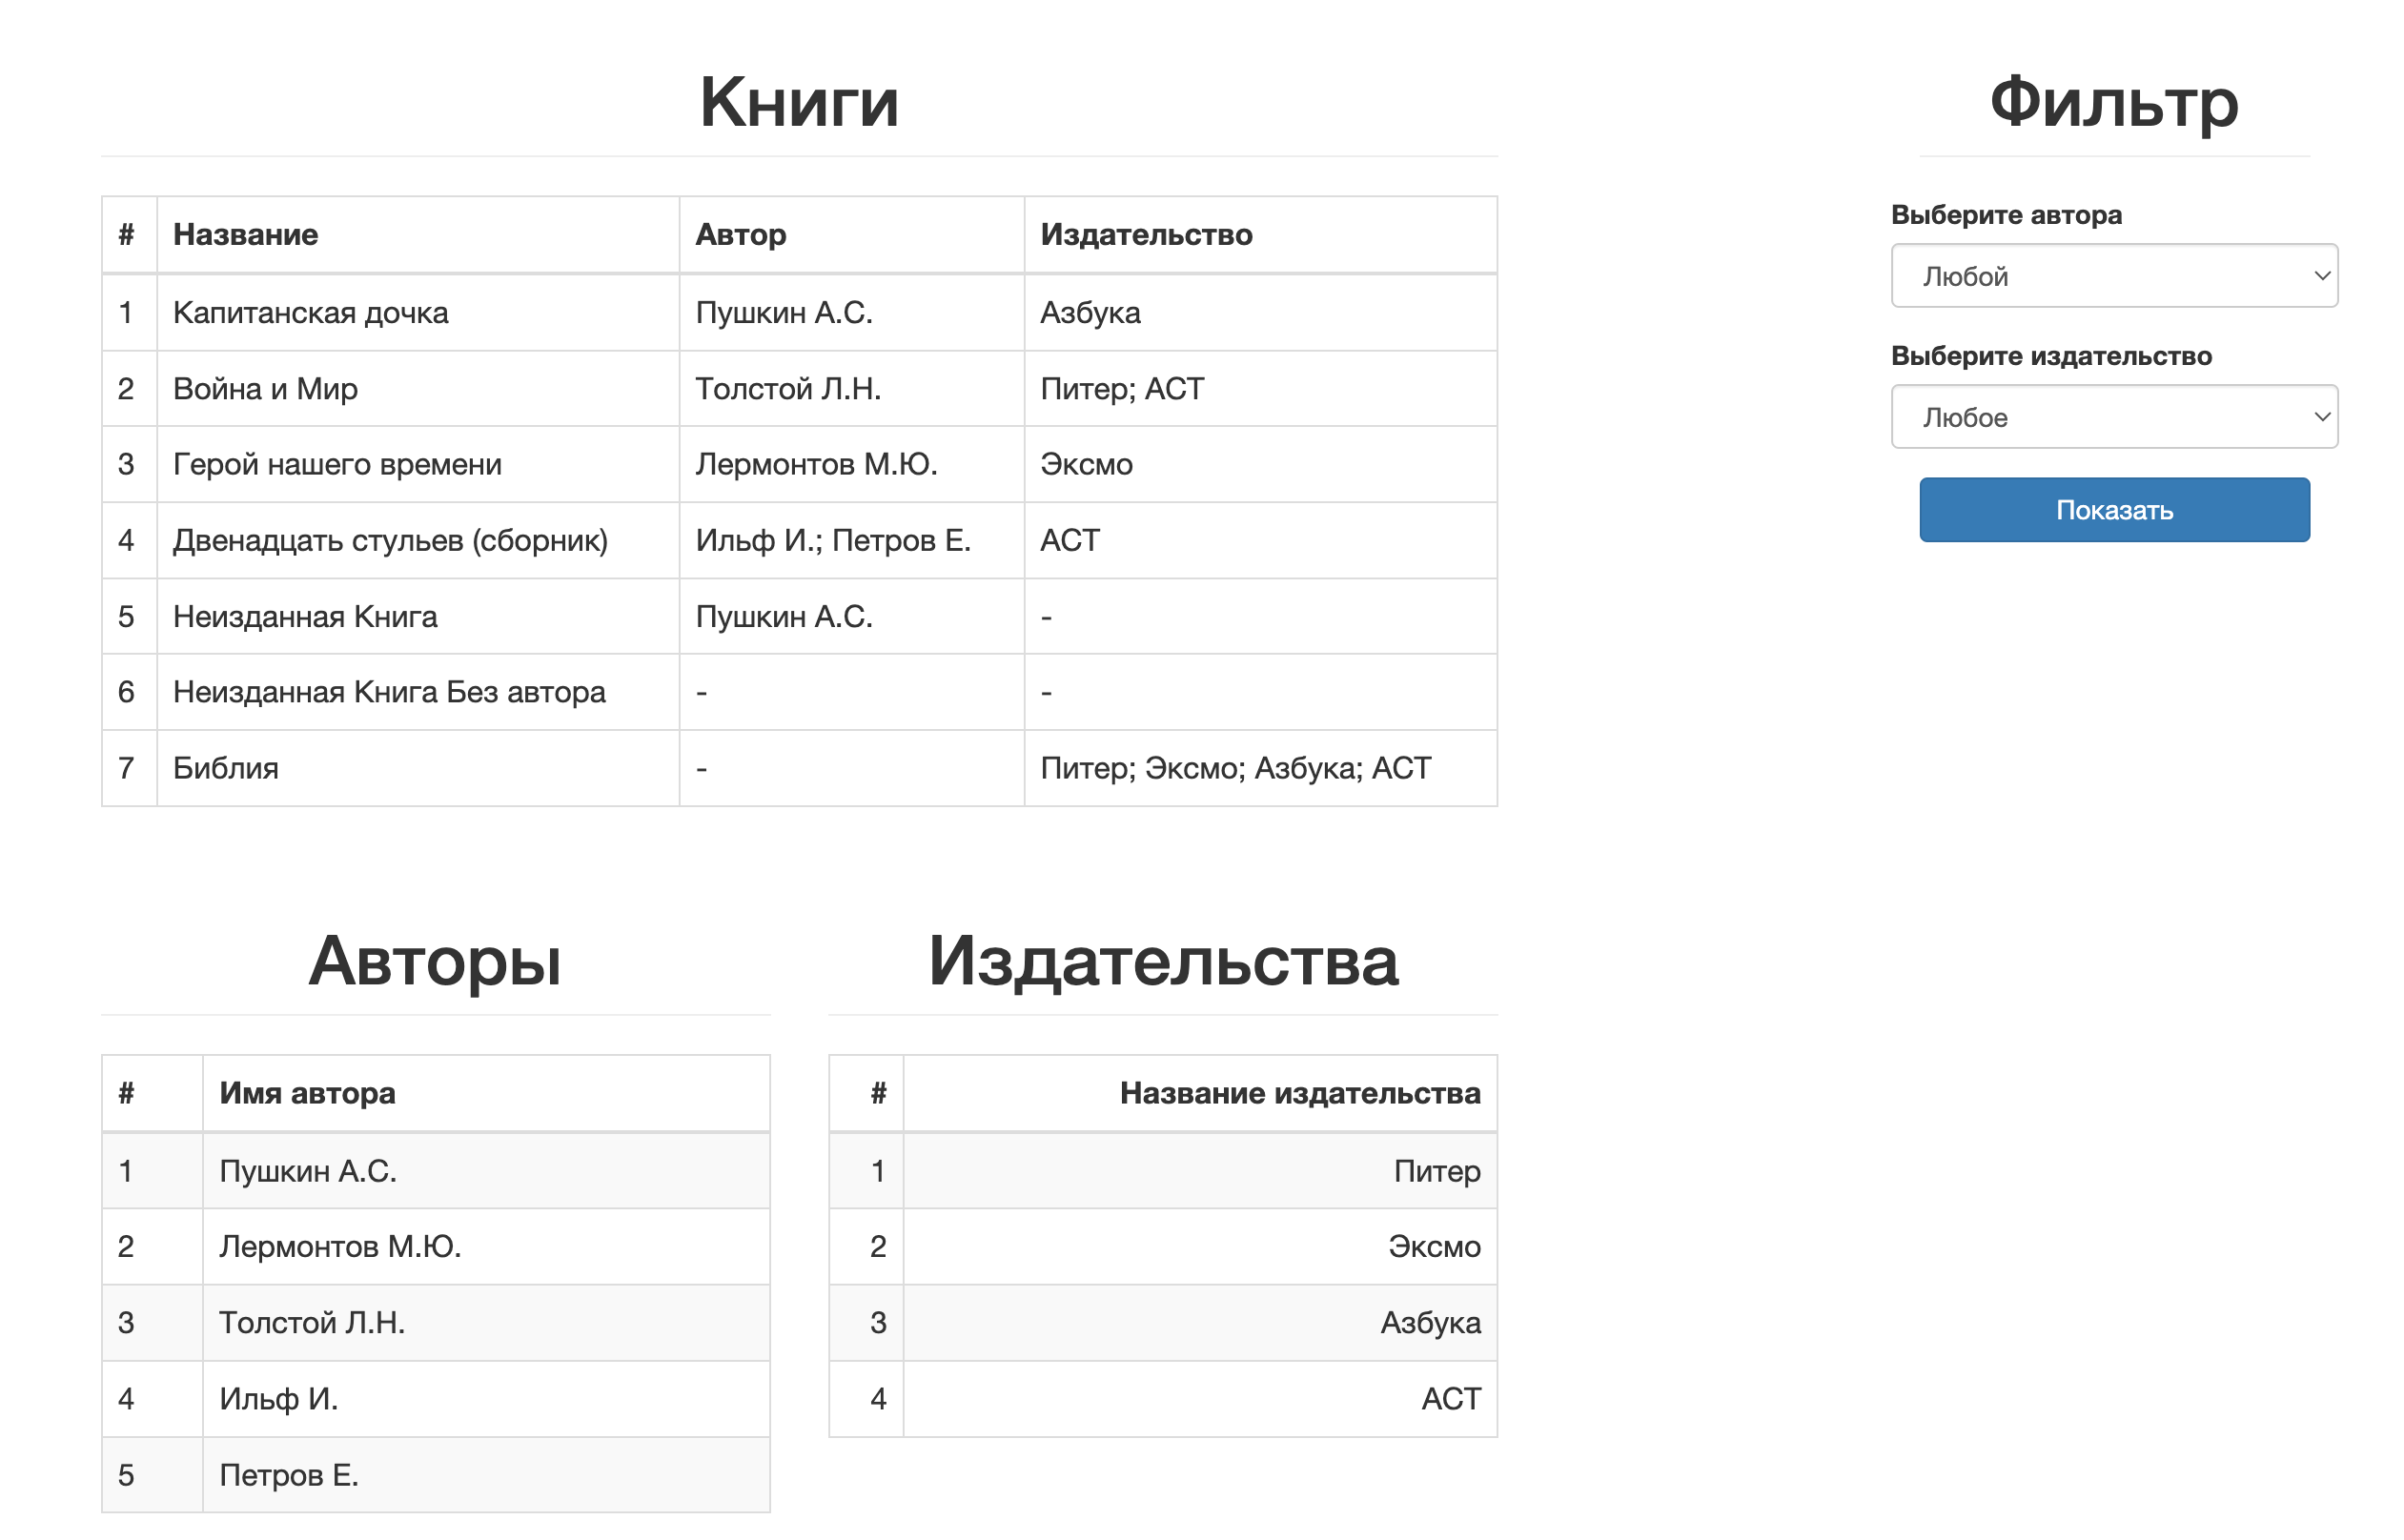 Книги
# Название Автор Издательство
1 Капитанская дочка Пушкин А.С. Азбука
2 Война и Мир Толстой Л.Н. Питер; АСТ
3 Герой нашего времени Лермонтов М.Ю. Эксмо
4 Двенадцать стульев (сборник) Ильф И.; Петров Е. АСТ
5 Неизданная Книга Пушкин А.С. -
6 Неизданная Книга Без автора - -
7 Библия - Питер; Эксмо; Азбука; АСТ
Фильтр
Выберите автора
Любой
Выберите издательство
Любое
Показать
Авторы
# Имя автора
1 Пушкин А.С.
2 Лермонтов М.Ю.
3 Толстой Л.Н.
4 Ильф И.
5 Петров Е.
Издательства
# Название издательства
1 Питер
2 Эксмо
3 Азбука
4 АСТ